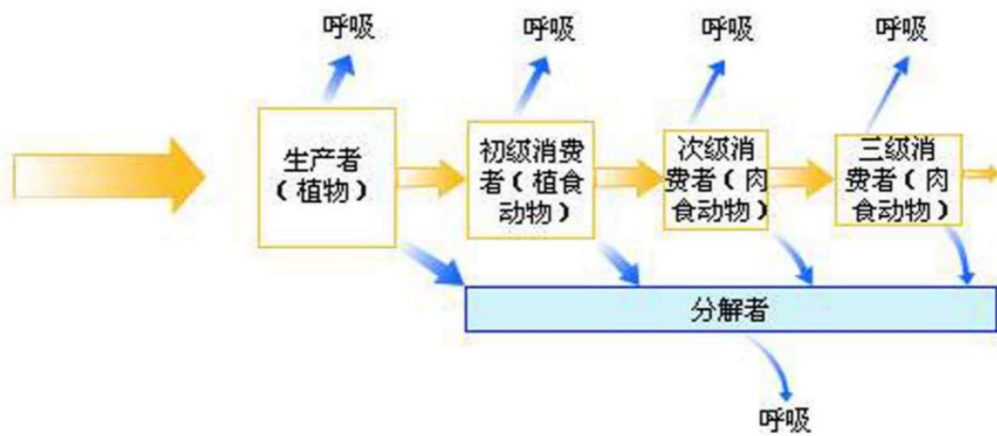 呼吸
呼吸
呼吸
呼吸
生产者
（植物）
初级消费
者（植食
动物）
次级消
费者（肉
食动物）
三级消
费者（肉
食动物）
分解者
呼吸